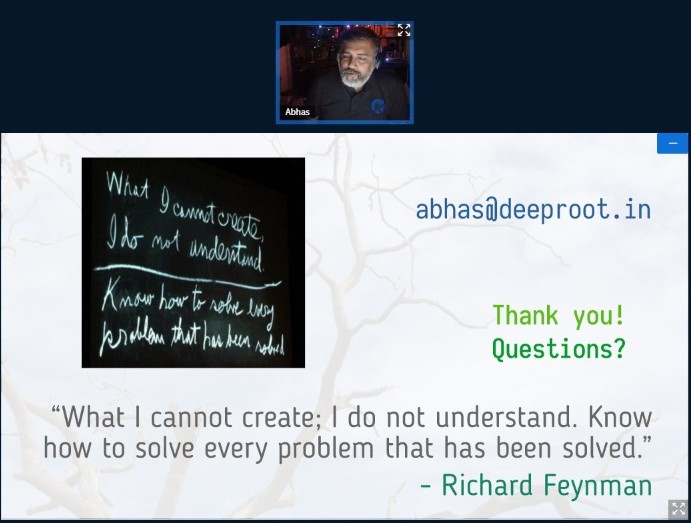 Abhas
What I cannot create,
I do not understand.
Know how to solve every
problem that has been solved
abhas@deeproot.in
Thank you!
Questions?
“What I cannot create; I do not understand. Know
how to solve every problem that has been solved.”
- Richard Feynman